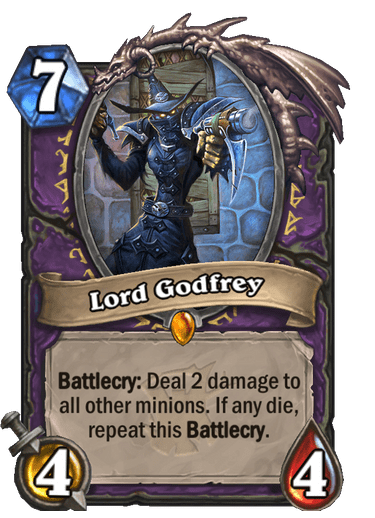 7
Lord Godfrey
Battlecry: Deal 2 damage to
all other minions. If any die,
repeat this Battlecry.
4
4